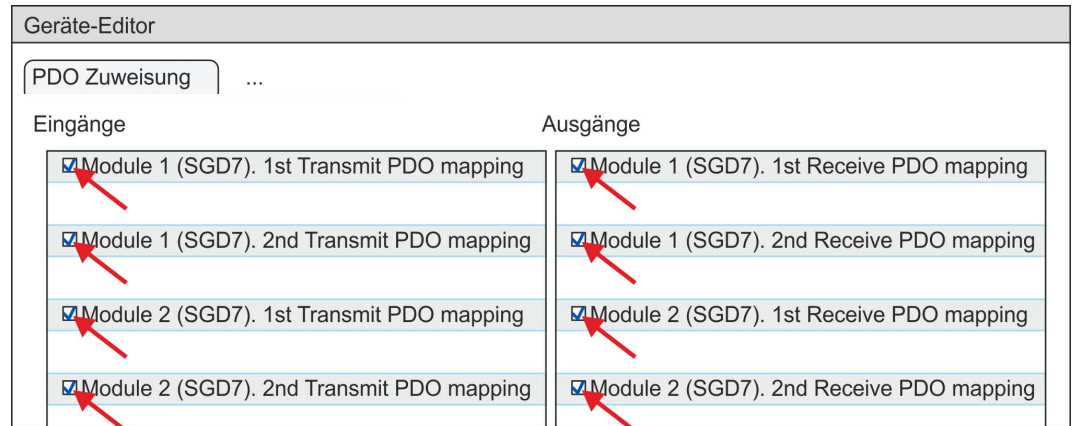 Geräte-Editor
PDO Zuweisung ...
Eingänge
Module 1 (SGD7). 1st Transmit PDO mapping
Module 1 (SGD7). 2nd Transmit PDO mapping
Module 2 (SGD7). 1st Transmit PDO mapping
Module 2 (SGD7). 2nd Transmit PDO mapping
Ausgänge
Module 1 (SGD7). 1st Receive PDO mapping
Module 1 (SGD7). 2nd Receive PDO mapping
Module 2 (SGD7). 1st Receive PDO mapping
Module 2 (SGD7). 2nd Receive PDO mapping